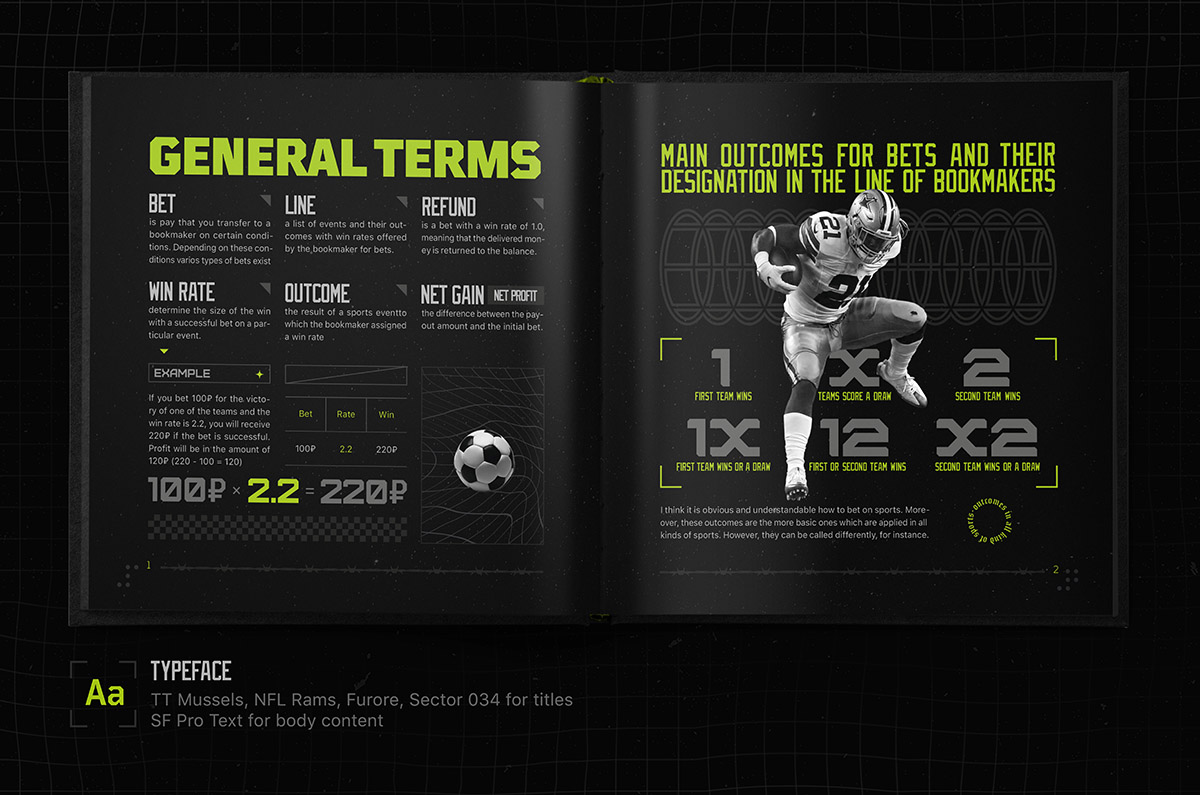 GENERAL TERMS
BET
is pay that you transfer to a
bookmaker on certain condi-
tions. Depending on these con-
ditions varios types of bets exist
LINE
a list of events and their out-
comes with win rates offered
by the bookmaker for bets.
REFUND
is a bet with a win rate of 1.0,
meaning that the delivered mon-
ey is returned to the balance.
WIN RATE
determine the size of the win
with a successful bet on a par-
ticular event.
OUTCOME
the result of a sports eventto
which the bookmaker assigned
a win rate
NET GAIN NET PROFIT
the difference between the pay-
out amount and the initial bet.
EXAMPLE
If you bet 100₽ for the victo-
ry of one of the teams and the
win rate is 2.2, you will receive
220₽ if the bet is successful.
Profit will be in the amount of
120₽ (220 - 100 = 120)
Bet Rate Win
100₽ 2.2 220₽
100₽ × 2.2 = 220₽
1
MAIN OUTCOMES FOR BETS AND THEIR
DESIGNATION IN THE LINE OF BOOKMAKERS
21
21
1
FIRST TEAM WINS
X
TEAMS SCORE A DRAW
2
SECOND TEAM WINS
1X
FIRST TEAM WINS OR A DRAW
12
FIRST OR SECOND TEAM WINS
X2
SECOND TEAM WINS OR A DRAW
I think it is obvious and understandable how to bet on sports. More-
over, these outcomes are the more basic ones which are applied in all
kinds of sports. However, they can be called differently, for instance.
outcomes in all kind of sports
2
Aa
TYPEFACE
TT Mussels, NFL Rams, Furore, Sector 034 for titles
SF Pro Text for body content